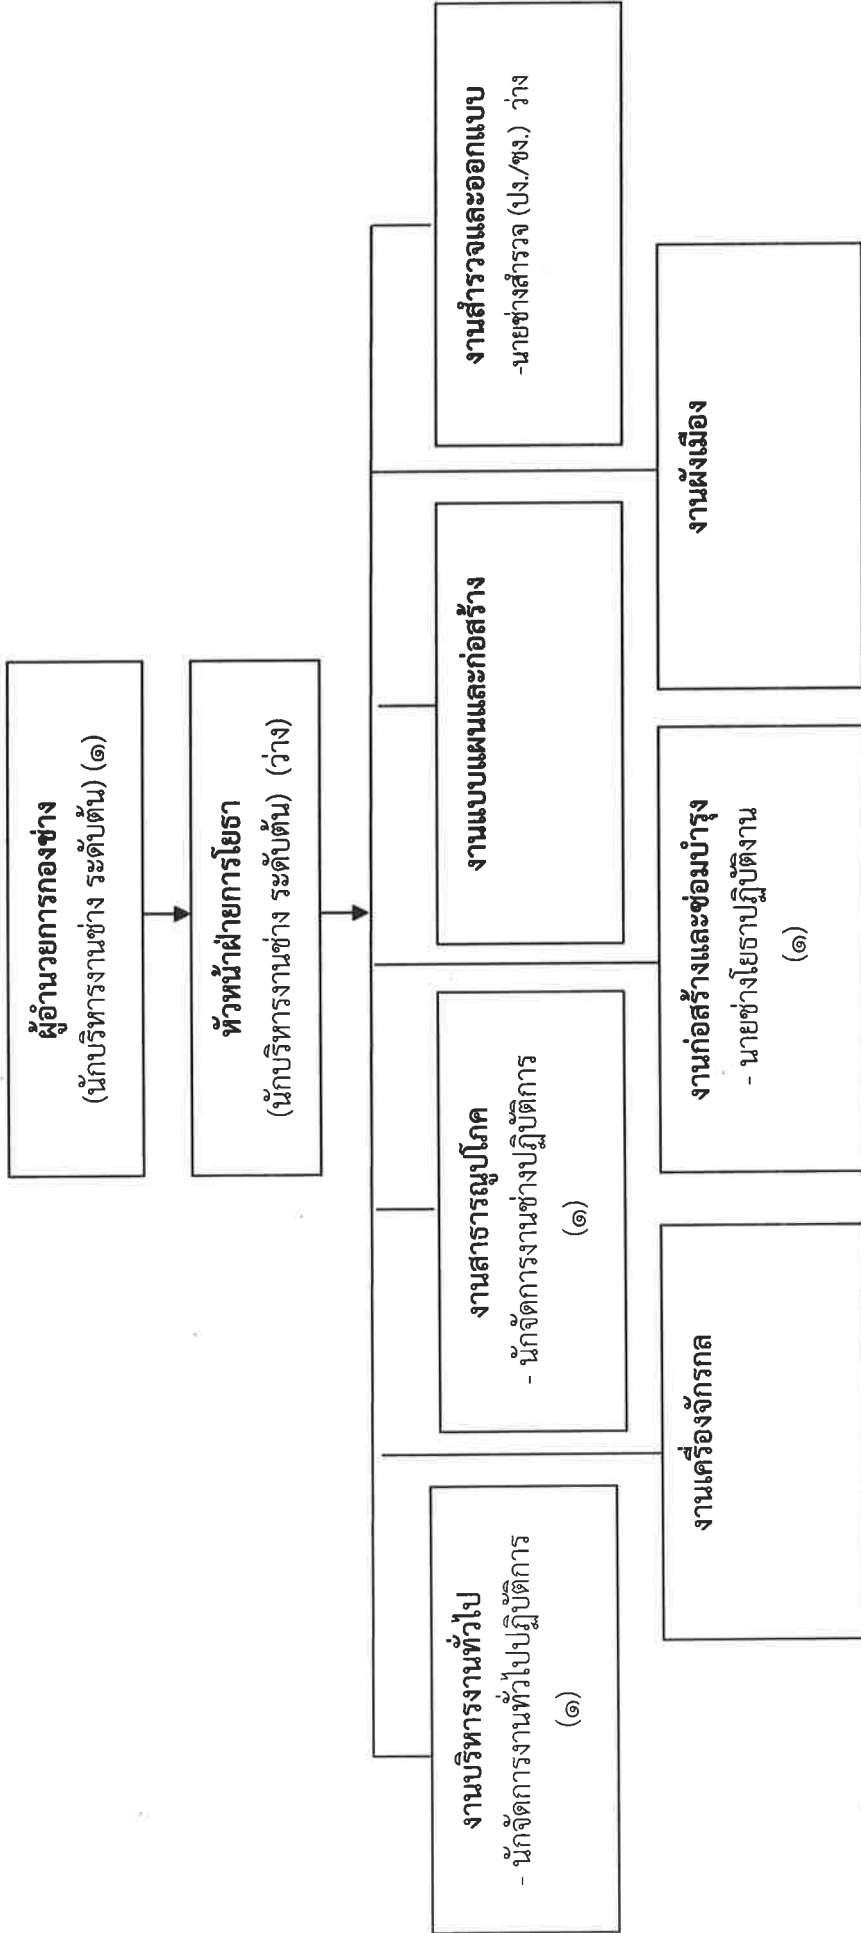 ผู้อำนวยการกองช่าง
(นักบริหารงานช่าง ระดับต้น) (๑)
หัวหน้าฝ่ายการโยธา
(นักบริหารงานช่าง ระดับต้น) (ว่าง)
งานบริหารงานทั่วไป
- นักจัดการงานทั่วไปปฏิบัติการ
(๑)
งานสาธารณูปโภค
- นักจัดการงานช่างปฏิบัติการ
(๑)
งานแบบแผนและก่อสร้าง
งานสำรวจและออกแบบ
-นายช่างสำรวจ (ปง./ชง.) ว่าง
งานเครื่องจักรกล
งานก่อสร้างและซ่อมบำรุง
- นายช่างโยธาปฏิบัติงาน
(๑)
งานผังเมือง